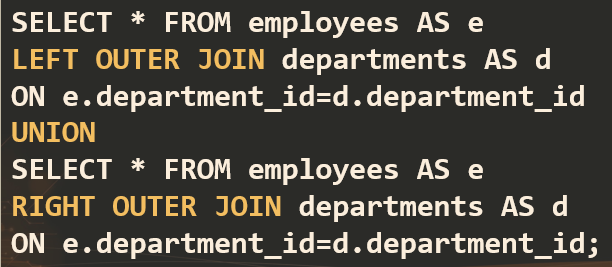 SELECT * FROM employees AS e
LEFT OUTER JOIN departments AS d
ON e.department_id=d.department_id
UNION
SELECT * FROM employees AS e
RIGHT OUTER JOIN departments AS d
ON e.department_id=d.department_id;